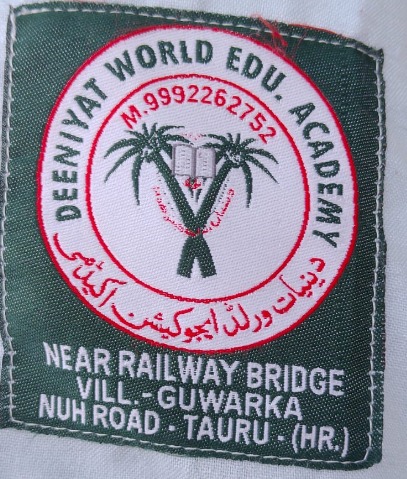 DEENIYAT WORLD EDU. ACADEMY
M.9992262752
دینیات ورلڈ ایجوکیشن اکیڈمی
NEAR RAILWAY BRIDGE
VILL.-GUWARKA
NUH ROAD - TAURU - (HR.)